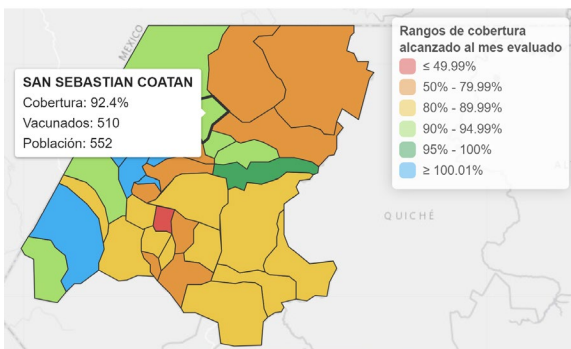 MEXICO
SAN SEBASTIAN COATAN
Cobertura: 92.4%
Vacunados: 510
Población: 552
Rangos de cobertura
alcanzado al mes evaluado
≤ 49.99%
50% - 79.99%
80% - 89.99%
90% - 94.99%
95% - 100%
≥ 100.01%
QUICHÉ